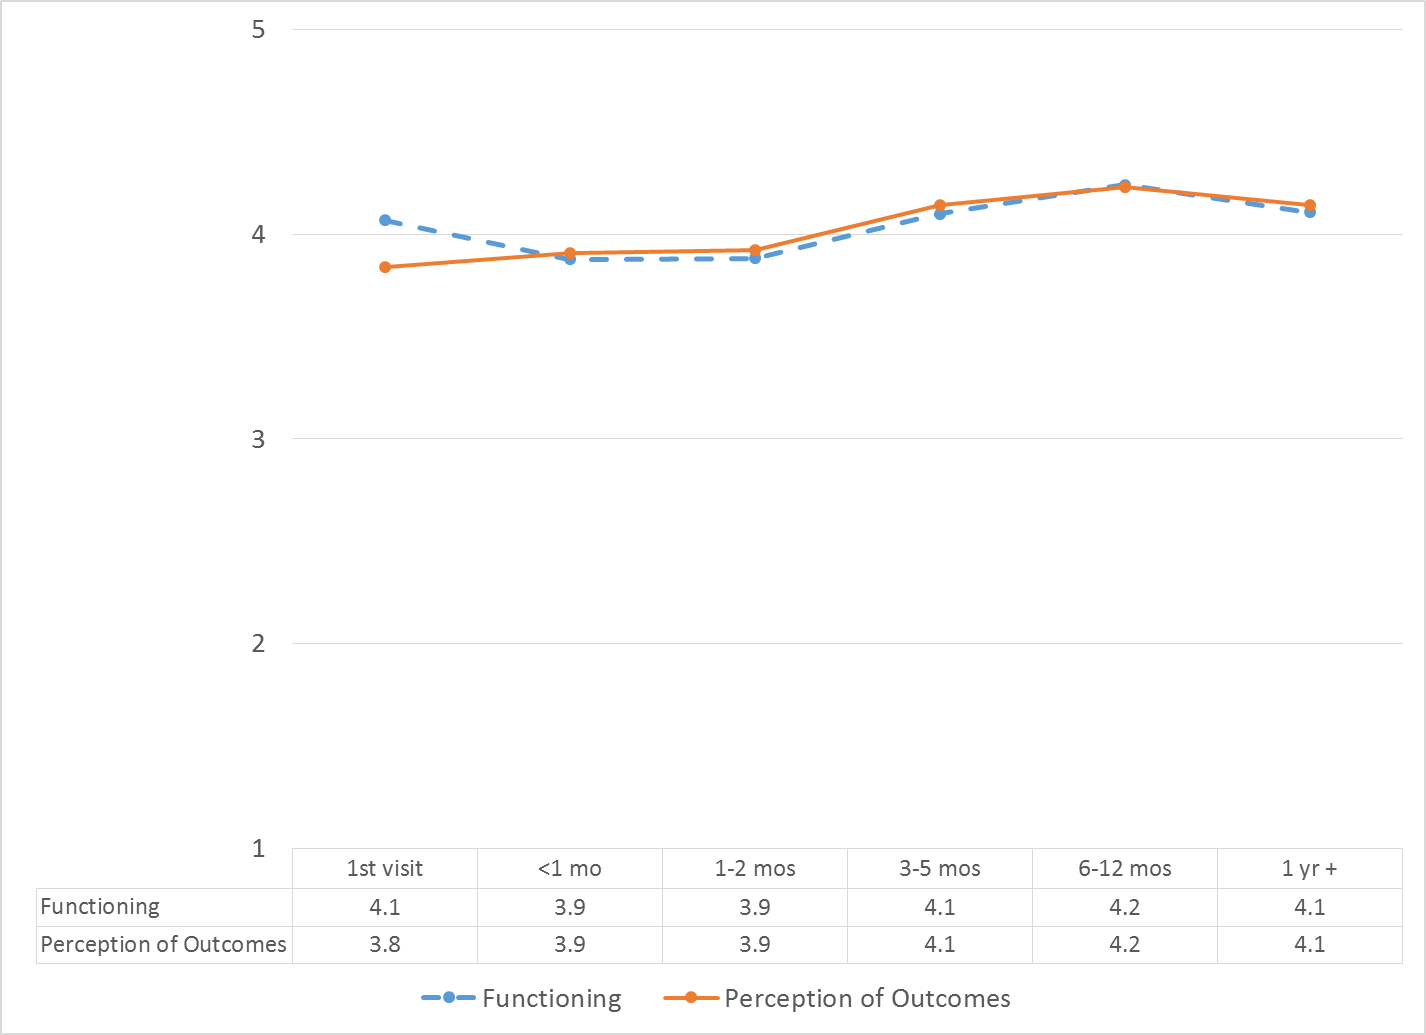 5
4
3
2
1
1st visit <1 mo 1-2 mos 3-5 mos 6-12 mos 1 yr +
Functioning 4.1 3.9 3.9 4.1 4.2 4.1
Perception of Outcomes 3.8 3.9 3.9 4.1 4.2 4.1
Functioning Perception of Outcomes